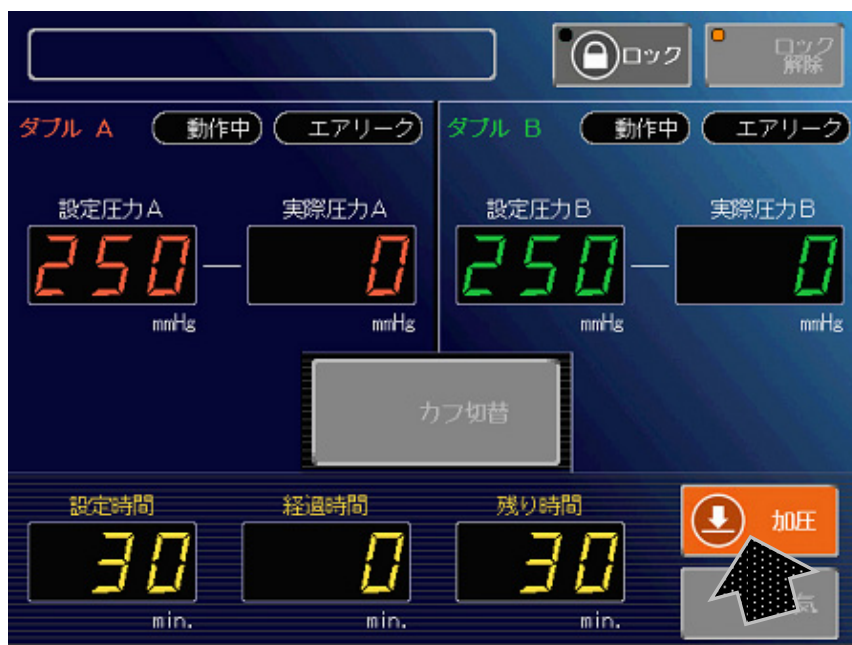 ロック
ロック
解除
ダブル A
動作中
エアリーク
ダブル B
動作中
エアリーク
設定圧力A
実際圧力A
設定圧力B
実際圧力B
250
0
250
0
mmHg
mmHg
mmHg
mmHg
カフ切替
設定時間
経過時間
残り時間
加圧
30
0
30
気
min.
min.
min.